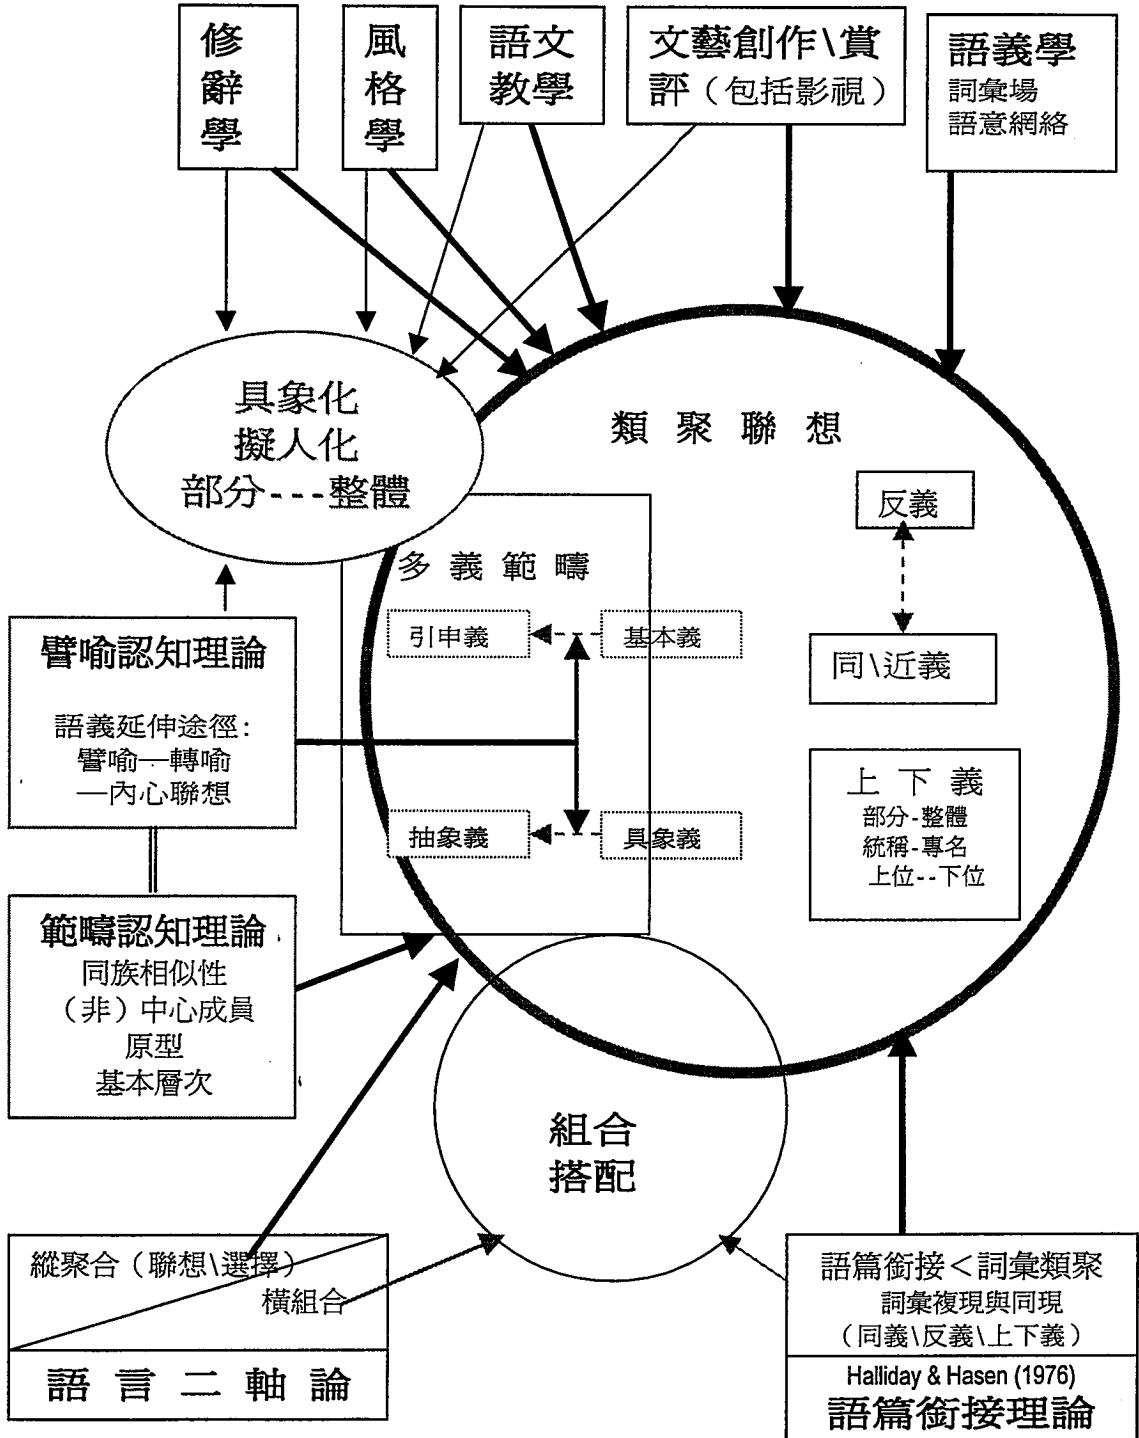 修
辭
學
風
格
學
語文
教學
文藝創作\賞
評（包括影視）
語義學
詞彙場
語意網絡
具象化
擬人化
部分---整體
類聚聯想
反義
同\近義
上下義
部分-整體
統稱-專名
上位--下位
多義範疇
引申義
基本義
抽象義
具象義
譬喻認知理論
語義延伸途徑:
譬喻—轉喻
—內心聯想
範疇認知理論
同族相似性
（非）中心成員
原型
基本層次
組合
搭配
縱聚合（聯想\選擇）
橫組合
語言二軸論
語篇銜接＜詞彙類聚
詞彙複現與同現
（同義\反義\上下義）
Halliday & Hasen (1976)
語篇銜接理論